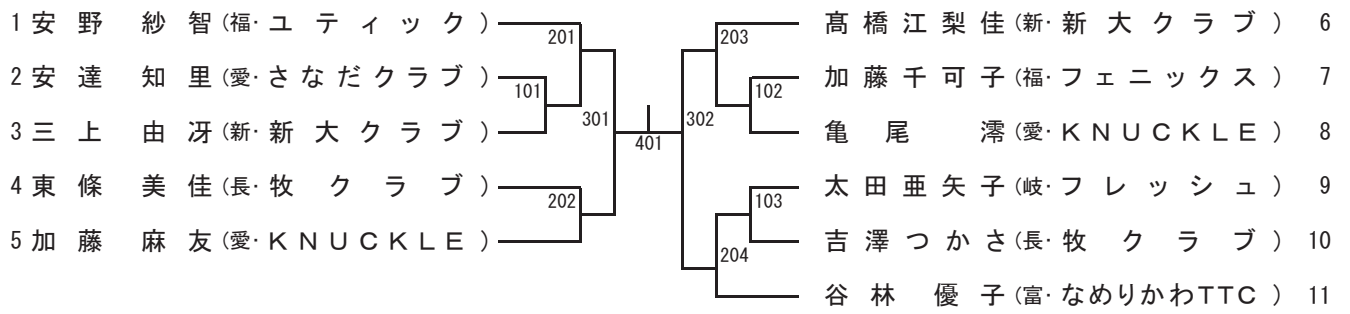 1 安野 紗智 (福・ユティック)
2 安達 知里 (愛・さなだクラブ)
3 三上 由冴 (新・新大クラブ)
4 東條 美佳 (長・牧クラブ)
5 加藤 麻友 (愛・KNUCKLE)
201
101
301
202
401
203
102
302
103
204
髙橋江梨佳 (新・新大クラブ) 6
加藤千可子 (福・フェニックス) 7
亀尾 澪 (愛・KNUCKLE) 8
太田亜矢子 (岐・フレッシュ) 9
吉澤つかさ (長・牧クラブ) 10
谷林 優子 (富・なめりかわTTC) 11